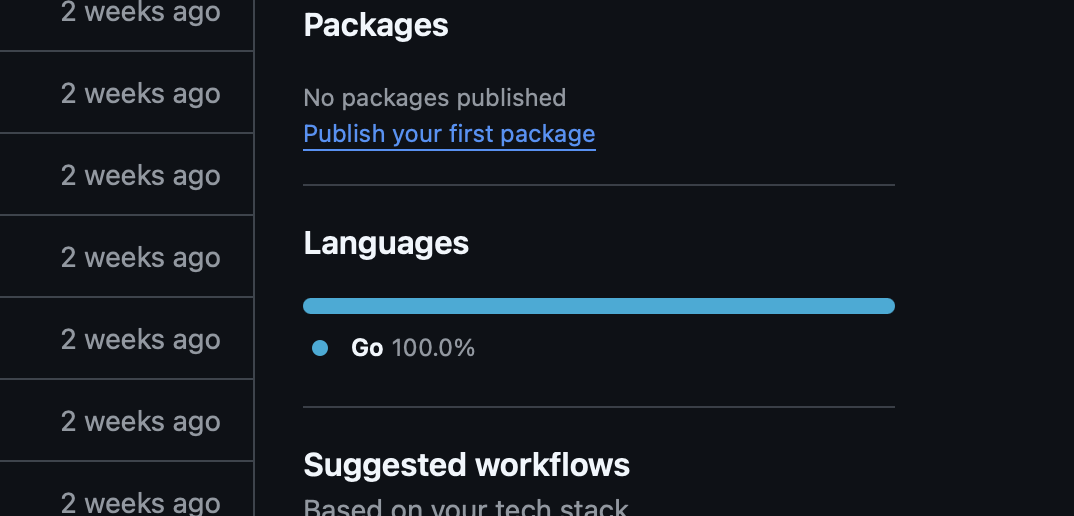 2 weeks ago
2 weeks ago
2 weeks ago
2 weeks ago
2 weeks ago
2 weeks ago
2 weeks ago
Packages
No packages published
Publish your first package
Languages
Go 100.0%
Suggested workflows
Based on your tech stack